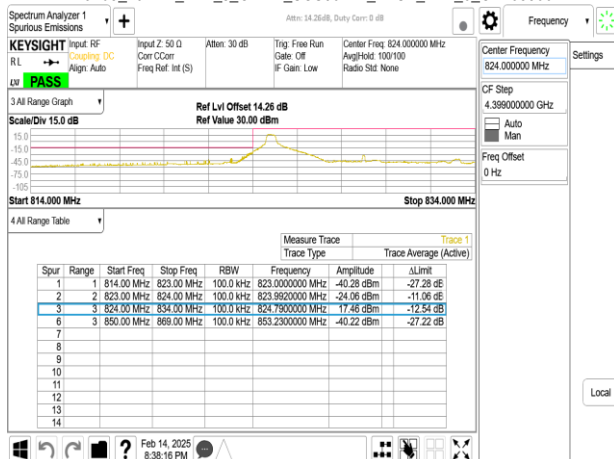 Spectrum Analyzer 1
Spurious Emissions
Attn: 14.26dB, Duty Corr: 0 dB
Frequency
KEYSIGHT
RL
LXI
PASS
Input: RF
Coupling: DC
Align: Auto
Input Z: 50 Ω
Corr CCorr
Freq Ref: Int (S)
Atten: 30 dB
Trig: Free Run
Gate: Off
IF Gain: Low
Center Freq: 824.000000 MHz
Avg|Hold: 100/100
Radio Std: None
Center Frequency
824.000000 MHz
Settings
CF Step
4.399000000 GHz
Auto
Man
Freq Offset
0 Hz
3 All Range Graph
Scale/Div 15.0 dB
Ref Lvl Offset 14.26 dB
Ref Value 30.00 dBm
15.0
-15
-45.0
-75.0
-105
Start 814.000 MHz
Stop 834.000 MHz
4 All Range Table
Measure Trace Trace 1
Trace Type Trace Average (Active)
Spur Range Start Freq Stop Freq RBW Frequency Amplitude ΔLimit
1 1 814.00 MHz 823.00 MHz 100.0 kHz 823.0000000 MHz -40.28 dBm -27.28 dB
2 2 823.00 MHz 824.00 MHz 100.0 kHz 823.9920000 MHz -24.06 dBm -11.06 dB
3 3 824.00 MHz 834.00 MHz 100.0 kHz 824.7900000 MHz 17.46 dBm -12.54 dB
6 3 850.00 MHz 869.00 MHz 100.0 kHz 853.2300000 MHz -40.22 dBm -27.22 dB
7
8
9
10
11
12
13
14
Local
Feb 14, 2025
8:38:16 PM